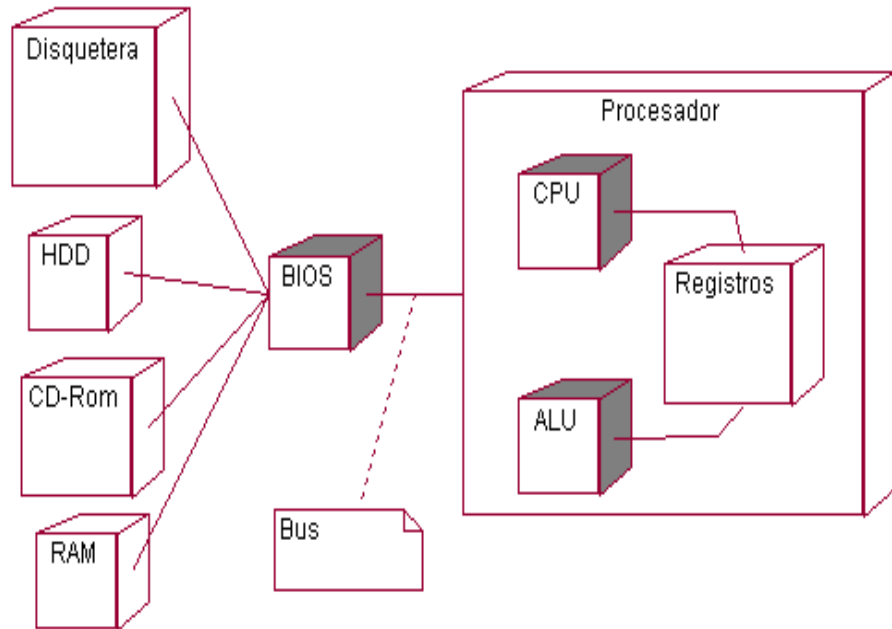 Disquetera
HDD
CD-Rom
RAM
BIOS
Bus
Procesador
CPU
Registros
ALU